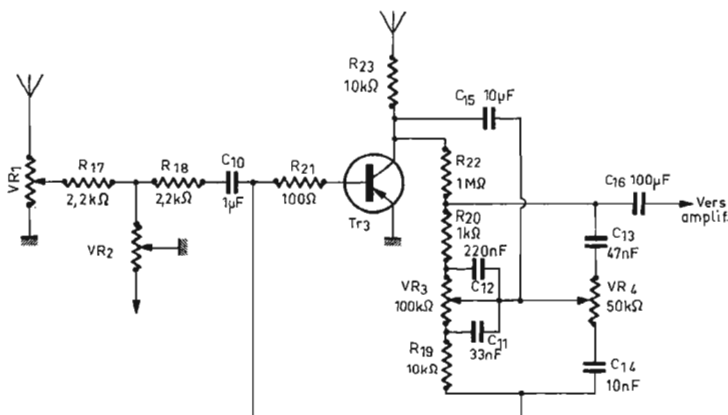 R23
10kΩ
C15 10µF
VR1
R17
2,2kΩ
R18
2,2kΩ
C10
1µF
R21
100Ω
Tr3
R22
1MΩ
C16 100µF
Vers
amplif.
R20
1kΩ
220nF
C12
C13
47nF
VR2
VR3
100kΩ
VR4
50kΩ
C11
33nF
R19
10kΩ
C14
10nF